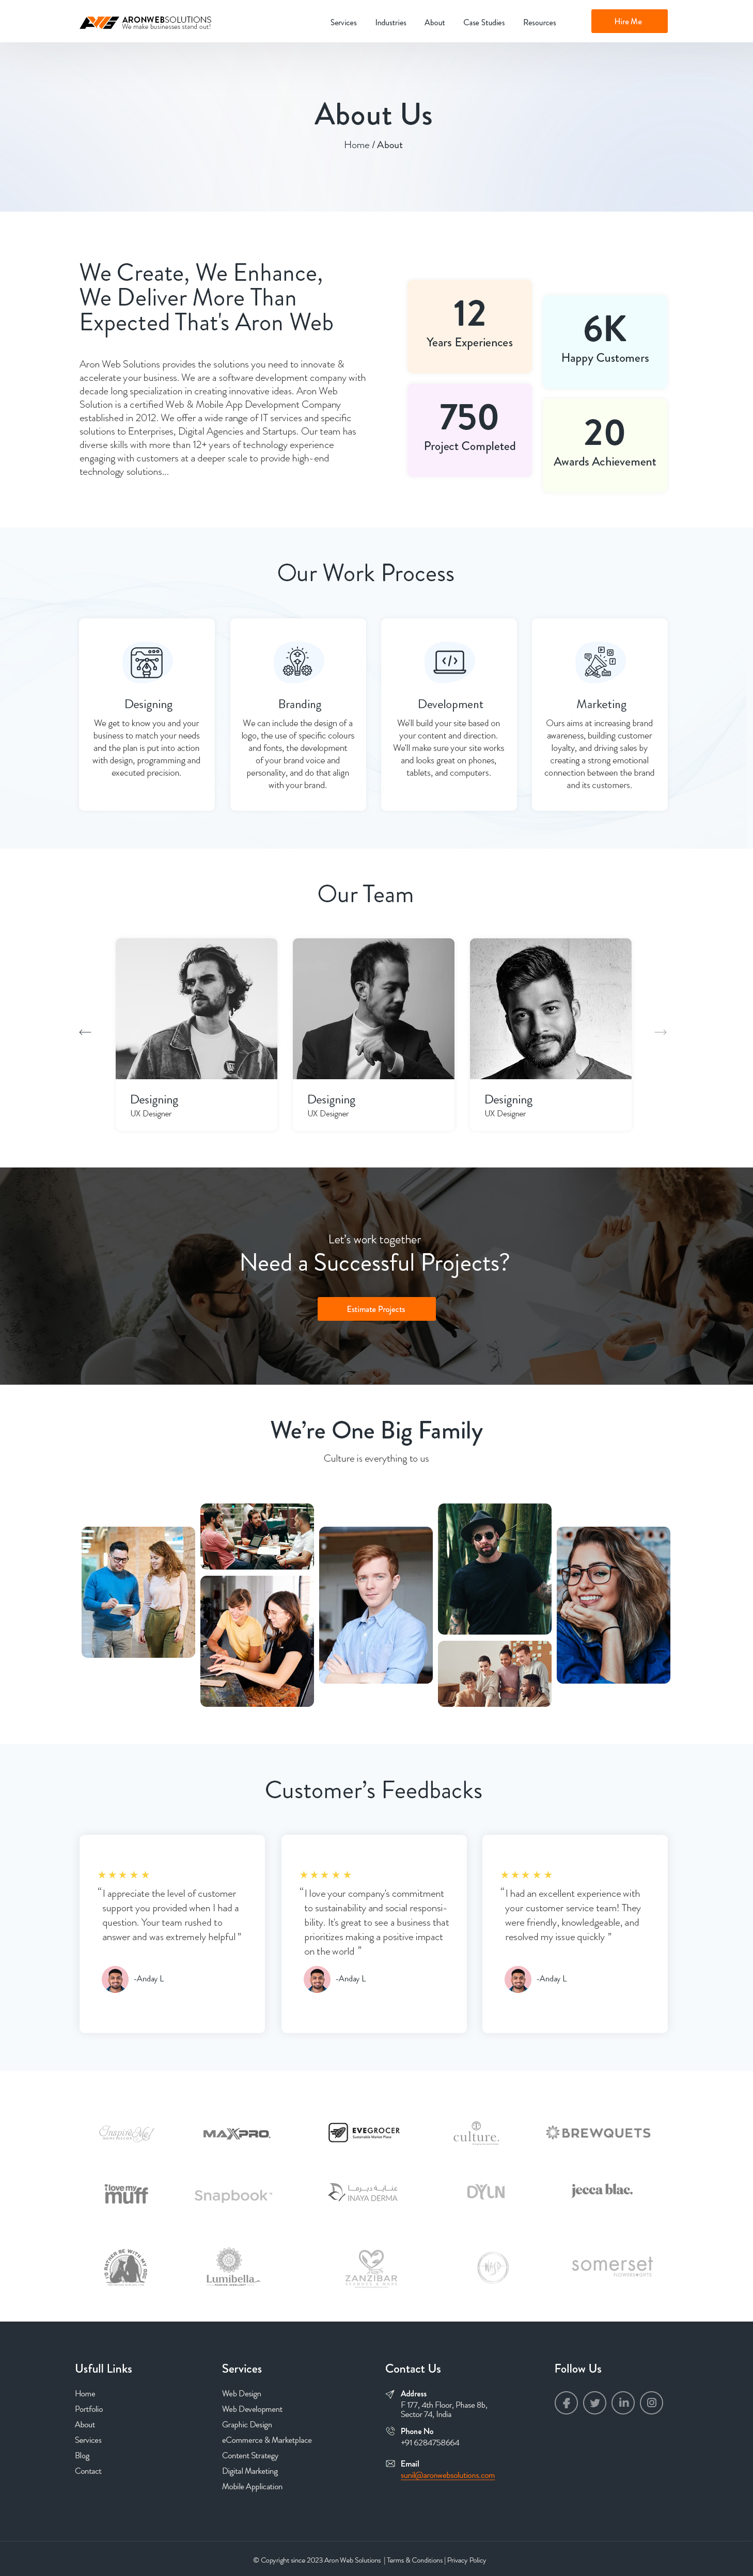 ARONWEBSOLUTIONS
We make businesses stand out!
Services
Industries
About
Case Studies
Resources
Hire Me
About Us
Home / About
We Create, We Enhance,
We Deliver More Than
Expected That's Aron Web
Aron Web Solutions provides the solutions you need to innovate &
accelerate your business. We are a software development company with
decade long specialization in creating innovative ideas. Aron Web
Solution is a certified Web & Mobile App Development Company
established in 2012. We offer a wide range of IT services and specific
solutions to Enterprises, Digital Agencies and Startups. Our team has
diverse skills with more than 12+ years of technology experience
engaging with customers at a deeper scale to provide high-end
technology solutions...
12
Years Experiences
6K
Happy Customers
750
Project Completed
20
Awards Achievement
Our Work Process
Designing
We get to know you and your
business to match your needs
and the plan is put into action
with design, programming and
executed precision.
Branding
We can include the design of a
logo, the use of specific colours
and fonts, the development
of your brand voice and
personality, and do that align
with your brand.
Development
We'll build your site based on
your content and direction.
We'll make sure your site works
and looks great on phones,
tablets, and computers.
Marketing
Ours aims at increasing brand
awareness, building customer
loyalty, and driving sales by
creating a strong emotional
connection between the brand
and its customers.
Our Team
Designing
UX Designer
Designing
UX Designer
Designing
UX Designer
Let's work together
Need a Successful Projects?
Estimate Projects
We're One Big Family
Culture is everything to us
Customer's Feedbacks
“ I appreciate the level of customer
support you provided when I had a
question. Your team rushed to
answer and was extremely helpful ”
-Anday L
“ I love your company's commitment
to sustainability and social responsi-
bility. It's great to see a business that
prioritizes making a positive impact
on the world ”
-Anday L
“ I had an excellent experience with
your customer service team! They
were friendly, knowledgeable, and
resolved my issue quickly ”
-Anday L
Inspire Me!
MAXPRO.
EVEGROCER
Sustainable Market Place
culture.
BREWQUETS
i love my
muff
Snapbook™
عناية ديرما
INAYA DERMA
DYLN
jecca blac.
I'D RATHER BE WITH MY DOG
Lumibella
ZANZIBAR
somerset
FLOWERS&GIFTS
Usfull Links
Home
Portfolio
About
Services
Blog
Contact
Services
Web Design
Web Development
Graphic Design
eCommerce & Marketplace
Content Strategy
Digital Marketing
Mobile Application
Contact Us
Address
F 177, 4th Floor, Phase 8b,
Sector 74, India
Phone No
+91 6284758664
Email
sunil@aronwebsolutions.com
Follow Us
© Copyright since 2023 Aron Web Solutions | Terms & Conditions | Privacy Policy